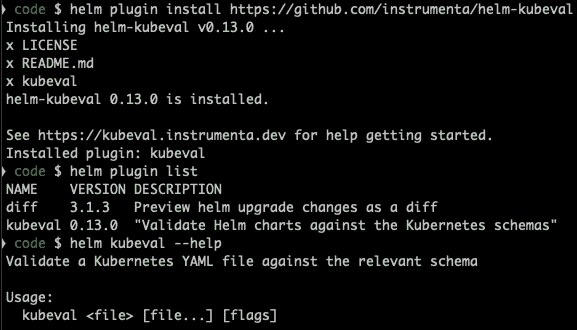 code $ helm plugin install https://github.com/instrumenta/helm-kubeval
Installing helm-kubeval v0.13.0 ...
x LICENSE
x README.md
x kubeval
helm-kubeval 0.13.0 is installed.
See https://kubeval.instrumenta.dev for help getting started.
Installed plugin: kubeval
code $ helm plugin list
NAME    VERSION DESCRIPTION
diff    3.1.3   Preview helm upgrade changes as a diff
kubeval 0.13.0  "Validate Helm charts against the Kubernetes schemas"
code $ helm kubeval --help
Validate a Kubernetes YAML file against the relevant schema
Usage:
  kubeval <file> [file...] [flags]